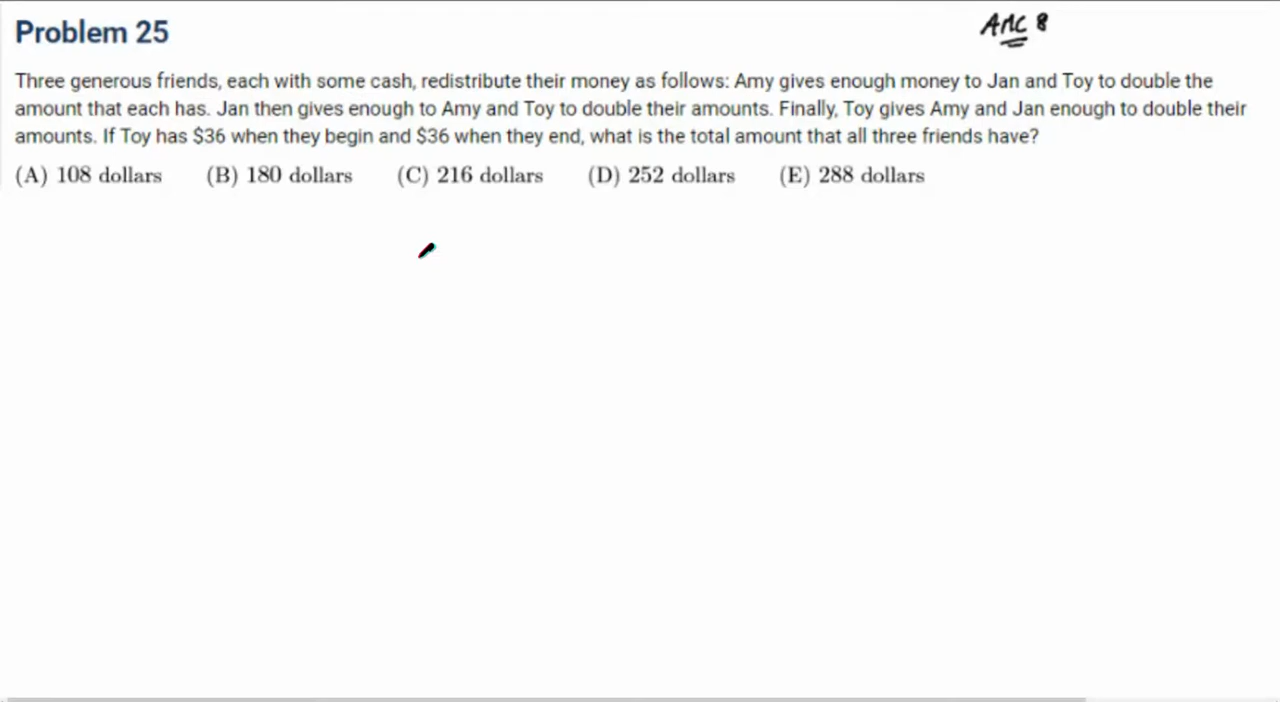 Problem 25
AMC 8
Three generous friends, each with some cash, redistribute their money as follows: Amy gives enough money to Jan and Toy to double the
amount that each has. Jan then gives enough to Amy and Toy to double their amounts. Finally, Toy gives Amy and Jan enough to double their
amounts. If Toy has $36 when they begin and $36 when they end, what is the total amount that all three friends have?
(A) 108 dollars (B) 180 dollars (C) 216 dollars (D) 252 dollars (E) 288 dollars